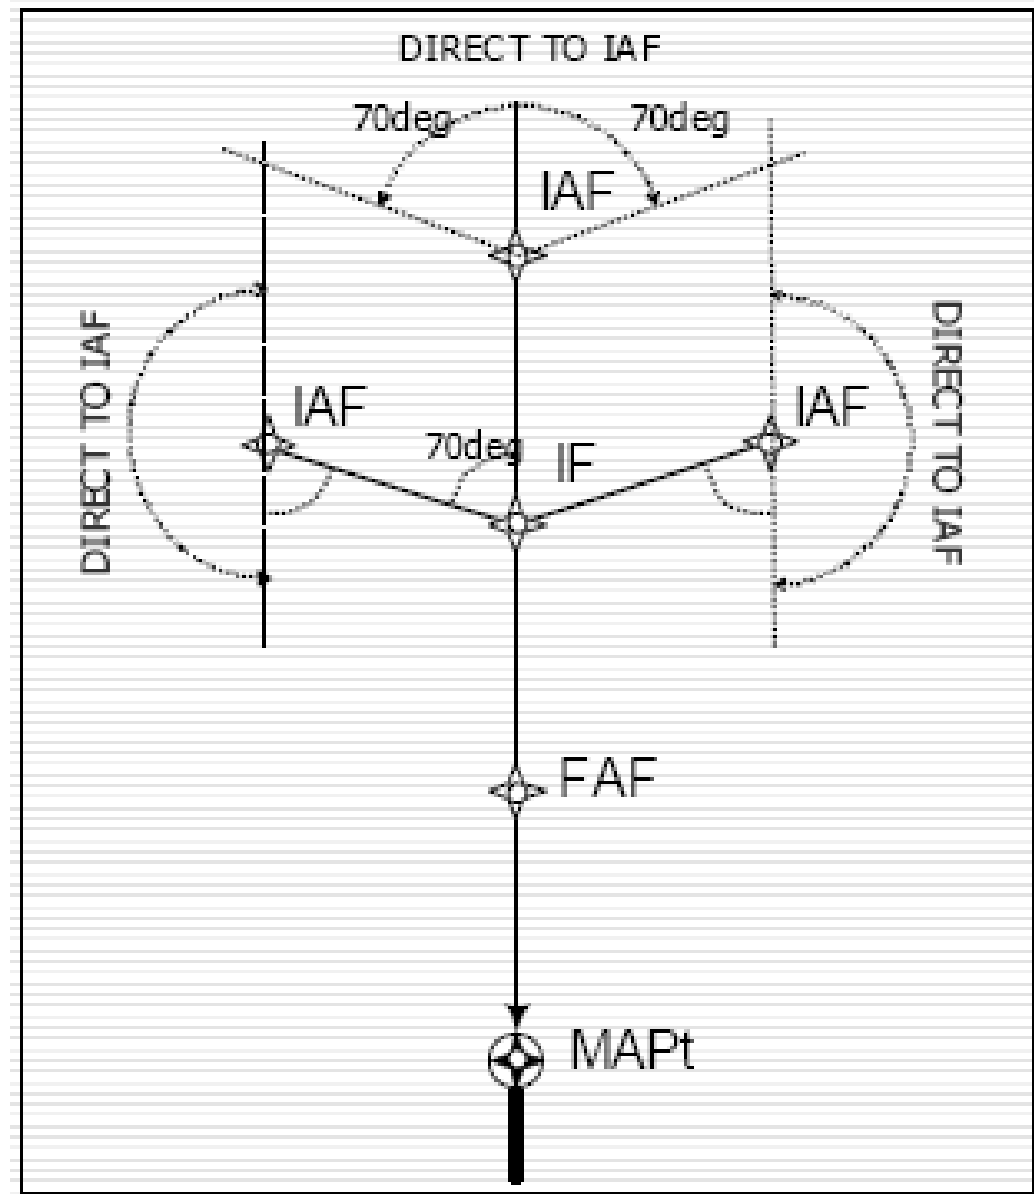 DIRECT TO IAF
70deg
70deg
IAF
DIRECT TO IAF
IAF
70deg
IF
IAF
DIRECT TO IAF
FAF
MAPt